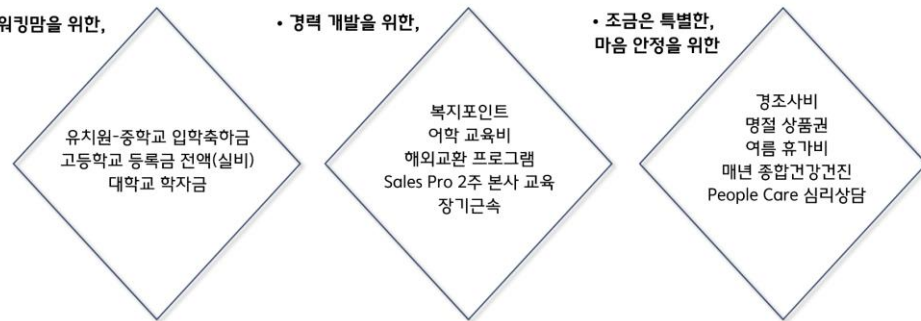 워킹맘을 위한,
유치원-중학교 입학축하금
고등학교 등록금 전액(실비)
대학교 학자금
• 경력 개발을 위한,
복지포인트
어학 교육비
해외교환 프로그램
Sales Pro 2주 본사 교육
장기근속
• 조금은 특별한,
마음 안정을 위한
경조사비
명절 상품권
여름 휴가비
매년 종합건강건진
People Care 심리상담